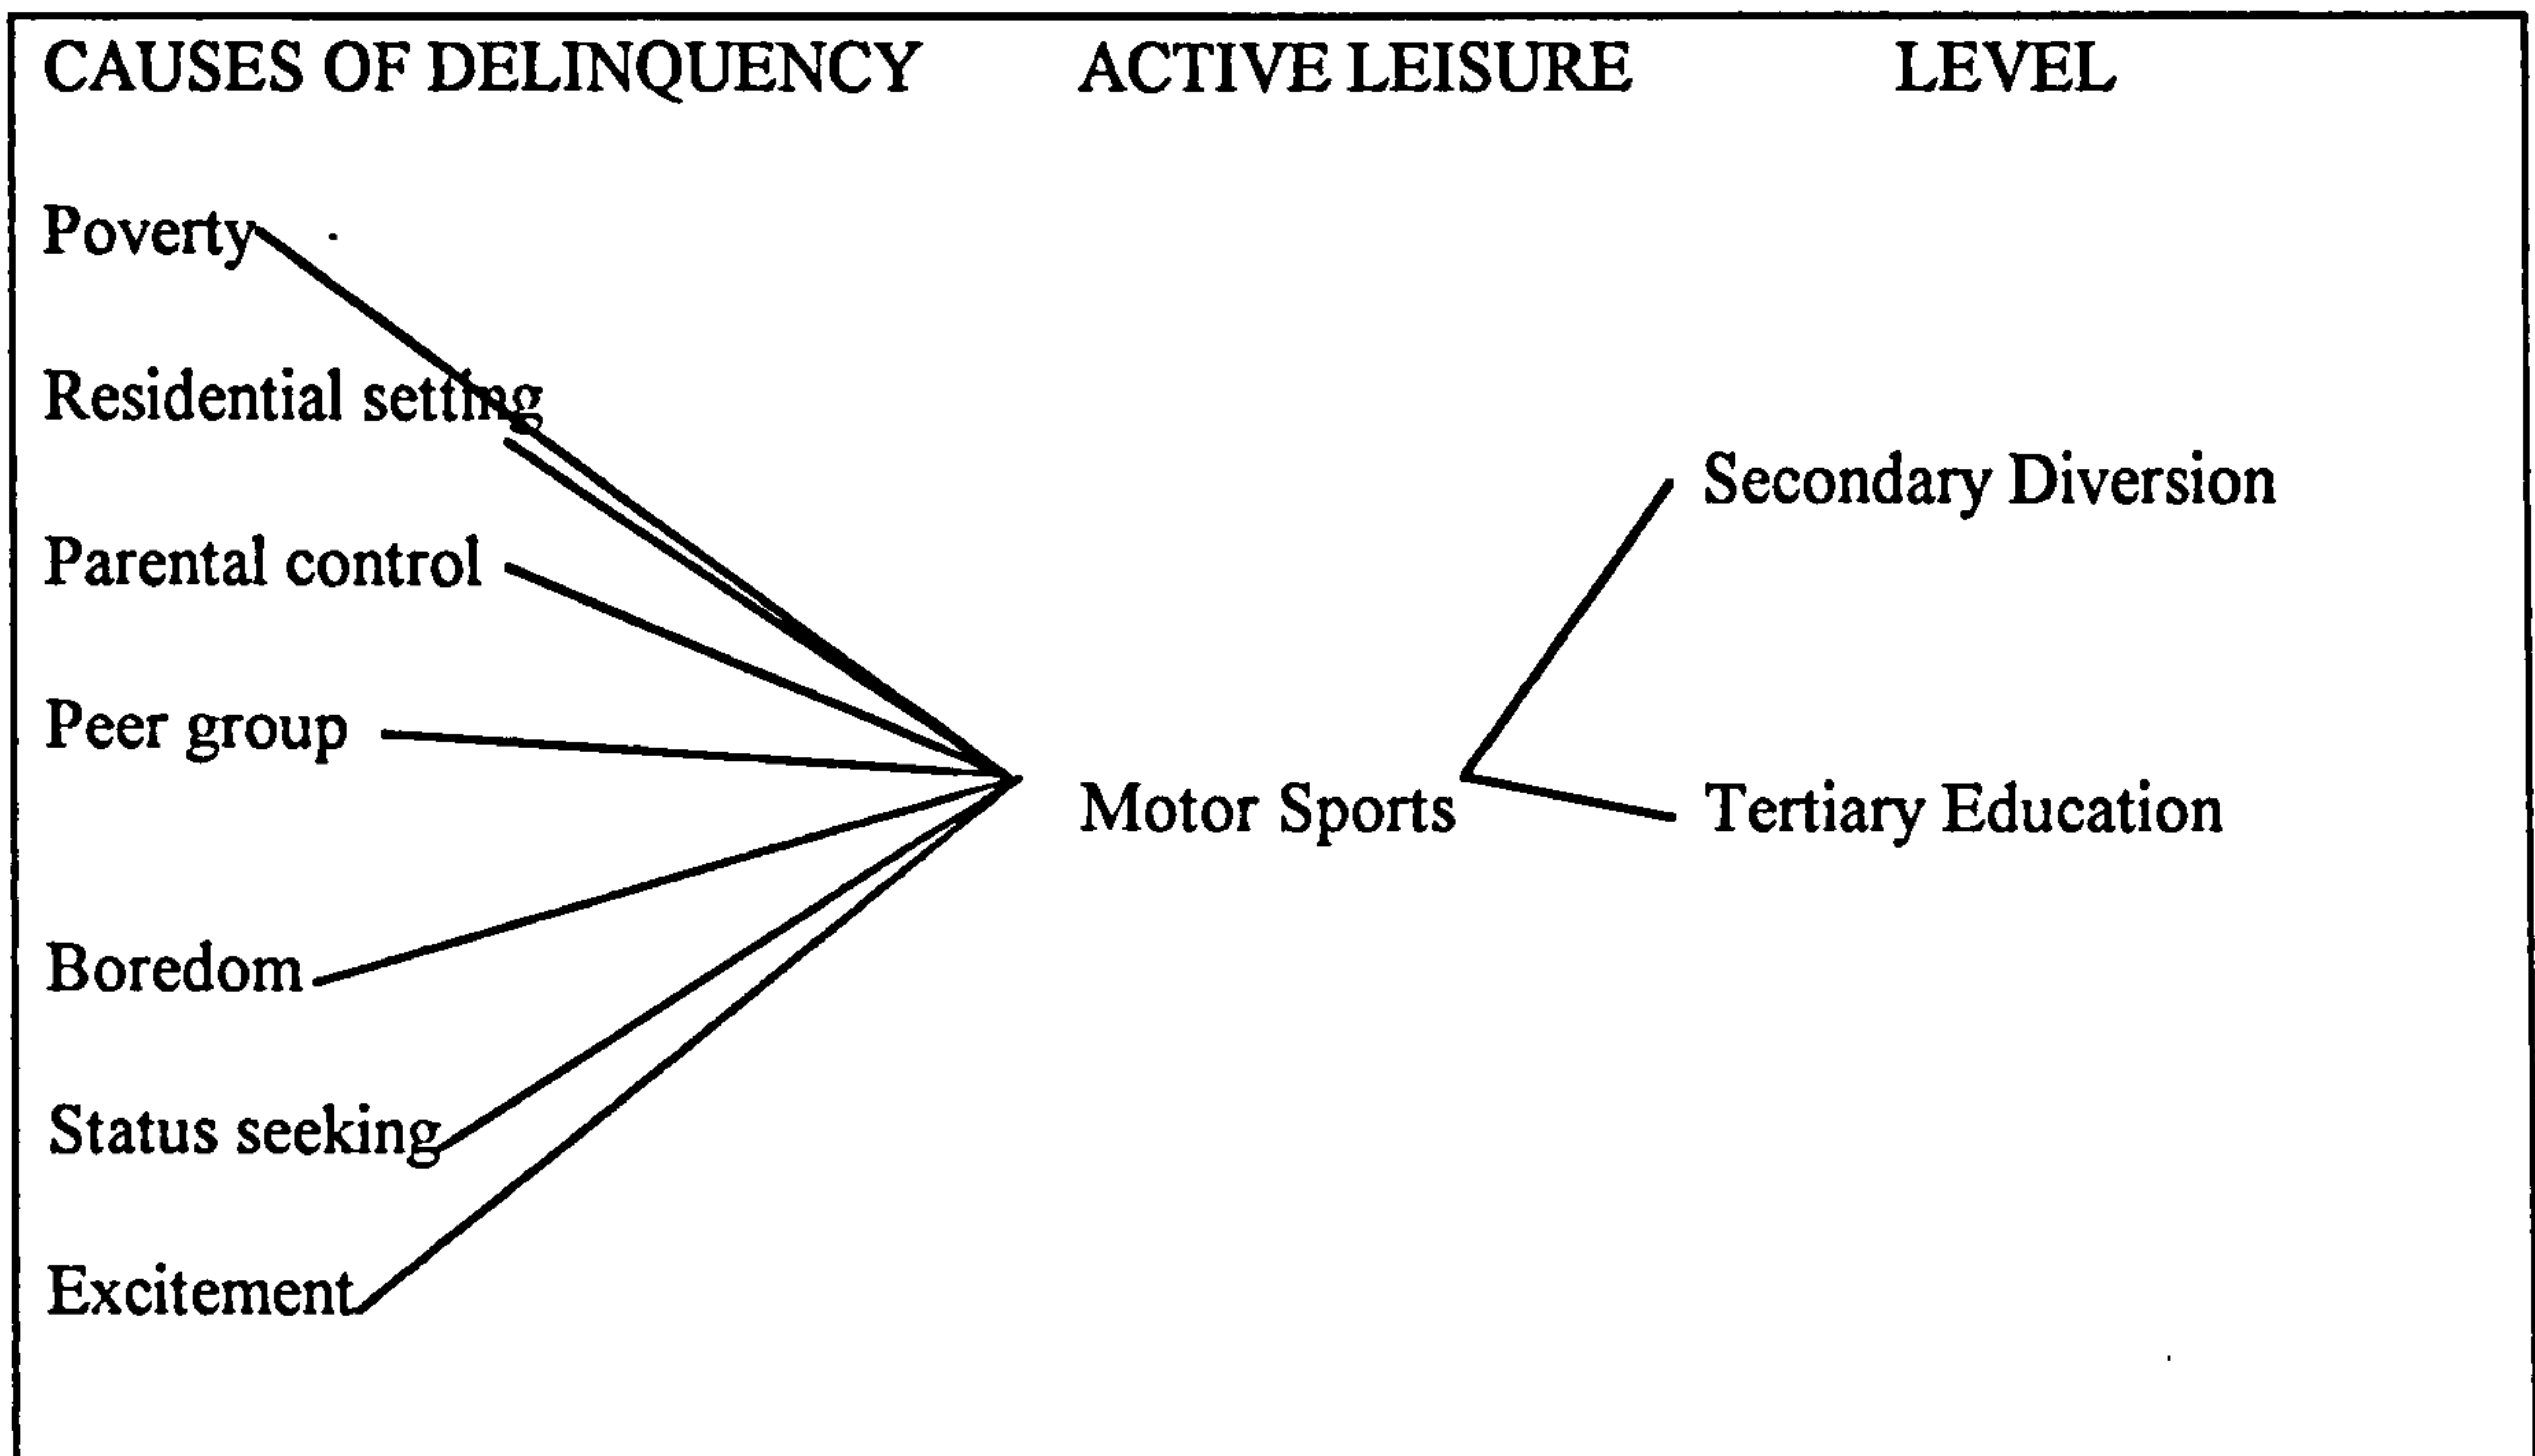 CAUSES OF DELINQUENCY ACTIVE LEISURE LEVEL
Poverty
Residential setting
Secondary Diversion
Parental control
Peer group
Motor Sports Tertiary Education
Boredom
Status seeking
Excitement